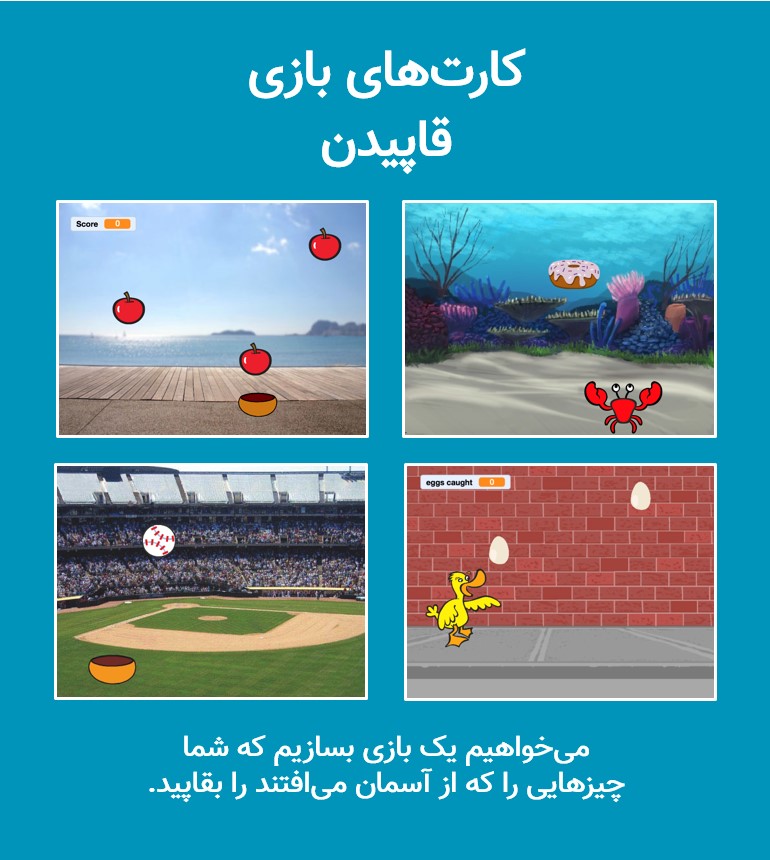 کارت‌های بازی
قاپیدن
Score 0
eggs caught 0
می‌خواهیم یک بازی بسازیم که شما
چیزهایی را که از آسمان می‌افتند را بقاپید.